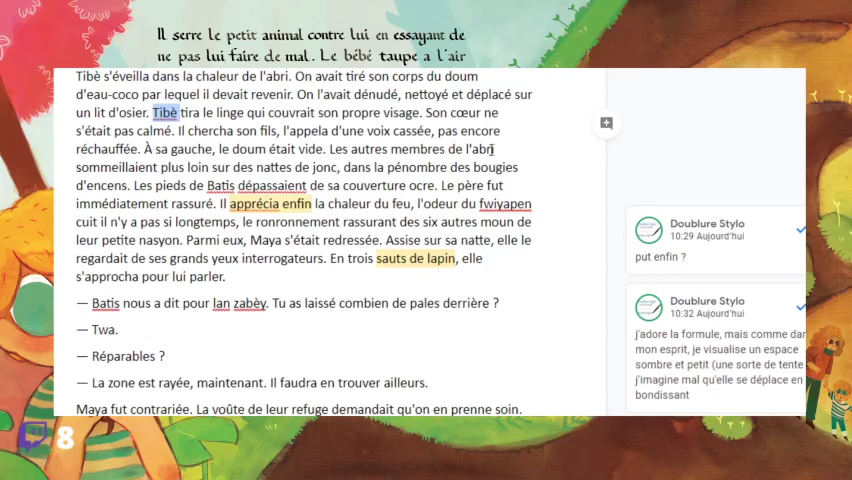 Il serre le petit animal contre lui en essayant de
ne pas lui faire de mal. Le bébé taupe a l'air
Tibè s'éveilla dans la chaleur de l'abri. On avait tiré son corps du doum
d'eau-coco par lequel il devait revenir. On l'avait dénudé, nettoyé et déplacé sur
un lit d'osier. Tibè tira le linge qui couvrait son propre visage. Son cœur ne
s'était pas calmé. Il chercha son fils, l'appela d'une voix cassée, pas encore
réchauffée. À sa gauche, le doum était vide. Les autres membres de l'abri
sommeillaient plus loin sur des nattes de jonc, dans la pénombre des bougies
d'encens. Les pieds de Batis dépassaient de sa couverture ocre. Le père fut
immédiatement rassuré. Il apprécia enfin la chaleur du feu, l'odeur du fwiyapen
cuit il n'y a pas si longtemps, le ronronnement rassurant des six autres moun de
leur petite nasyon. Parmi eux, Maya s'était redressée. Assise sur sa natte, elle le
regardait de ses grands yeux interrogateurs. En trois sauts de lapin, elle
s'approcha pour lui parler.
— Batis nous a dit pour lan zabèy. Tu as laissé combien de pales derrière ?
— Twa.
— Réparables ?
— La zone est rayée, maintenant. Il faudra en trouver ailleurs.
Maya fut contrariée. La voûte de leur refuge demandait qu'on en prenne soin.
Doublure Stylo
10:29 Aujourd'hui
put enfin ?
Doublure Stylo
10:32 Aujourd'hui
j'adore la formule, mais comme dan
mon esprit, je visualise un espace
sombre et petit (une sorte de tente
j'imagine mal qu'elle se déplace en
bondissant
8